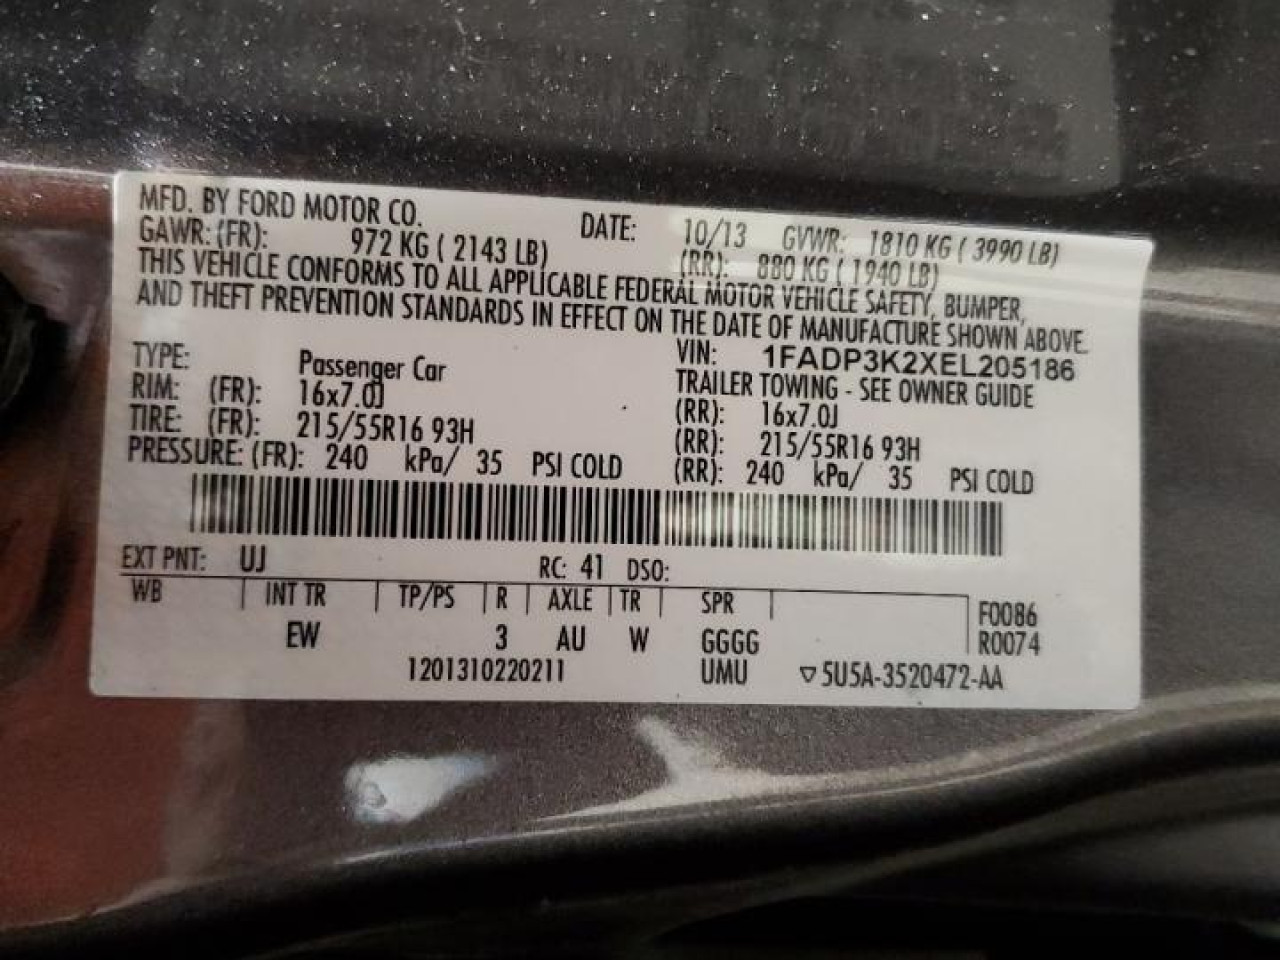 MFD. BY FORD MOTOR CO. DATE: 10/13 GVWR: 1810 KG ( 3990 LB)
GAWR: (FR): 972 KG ( 2143 LB) (RR): 880 KG ( 1940 LB)
THIS VEHICLE CONFORMS TO ALL APPLICABLE FEDERAL MOTOR VEHICLE SAFETY, BUMPER,
AND THEFT PREVENTION STANDARDS IN EFFECT ON THE DATE OF MANUFACTURE SHOWN ABOVE.
VIN: 1FADP3K2XEL205186
TYPE: Passenger Car TRAILER TOWING - SEE OWNER GUIDE
RIM: (FR): 16x7.0J (RR): 16x7.0J
TIRE: (FR): 215/55R16 93H (RR): 215/55R16 93H
PRESSURE: (FR): 240 kPa/ 35 PSI COLD (RR): 240 kPa/ 35 PSI COLD
EXT PNT: UJ RC: 41 DSO:
WB INT TR TP/PS R AXLE TR SPR F0086
EW 3 AU W GGGG R0074
1201310220211 UMU ▽5U5A-3520472-AA